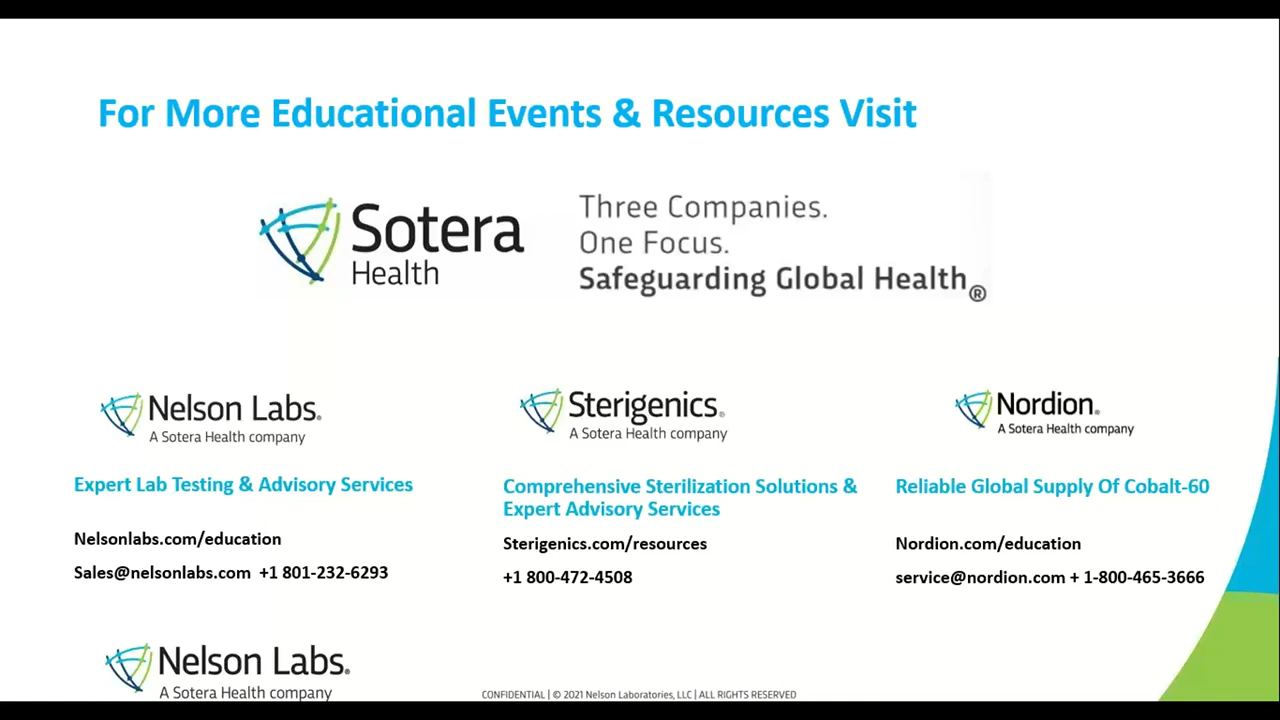 For More Educational Events & Resources Visit
Sotera
Health
Three Companies.
One Focus.
Safeguarding Global Health®
Nelson Labs®
A Sotera Health company
Expert Lab Testing & Advisory Services
Nelsonlabs.com/education
Sales@nelsonlabs.com +1 801-232-6293
Sterigenics®
A Sotera Health company
Comprehensive Sterilization Solutions &
Expert Advisory Services
Sterigenics.com/resources
+1 800-472-4508
Nordion®
A Sotera Health company
Reliable Global Supply Of Cobalt-60
Nordion.com/education
service@nordion.com + 1-800-465-3666
Nelson Labs®
A Sotera Health company
CONFIDENTIAL | © 2021 Nelson Laboratories, LLC | ALL RIGHTS RESERVED